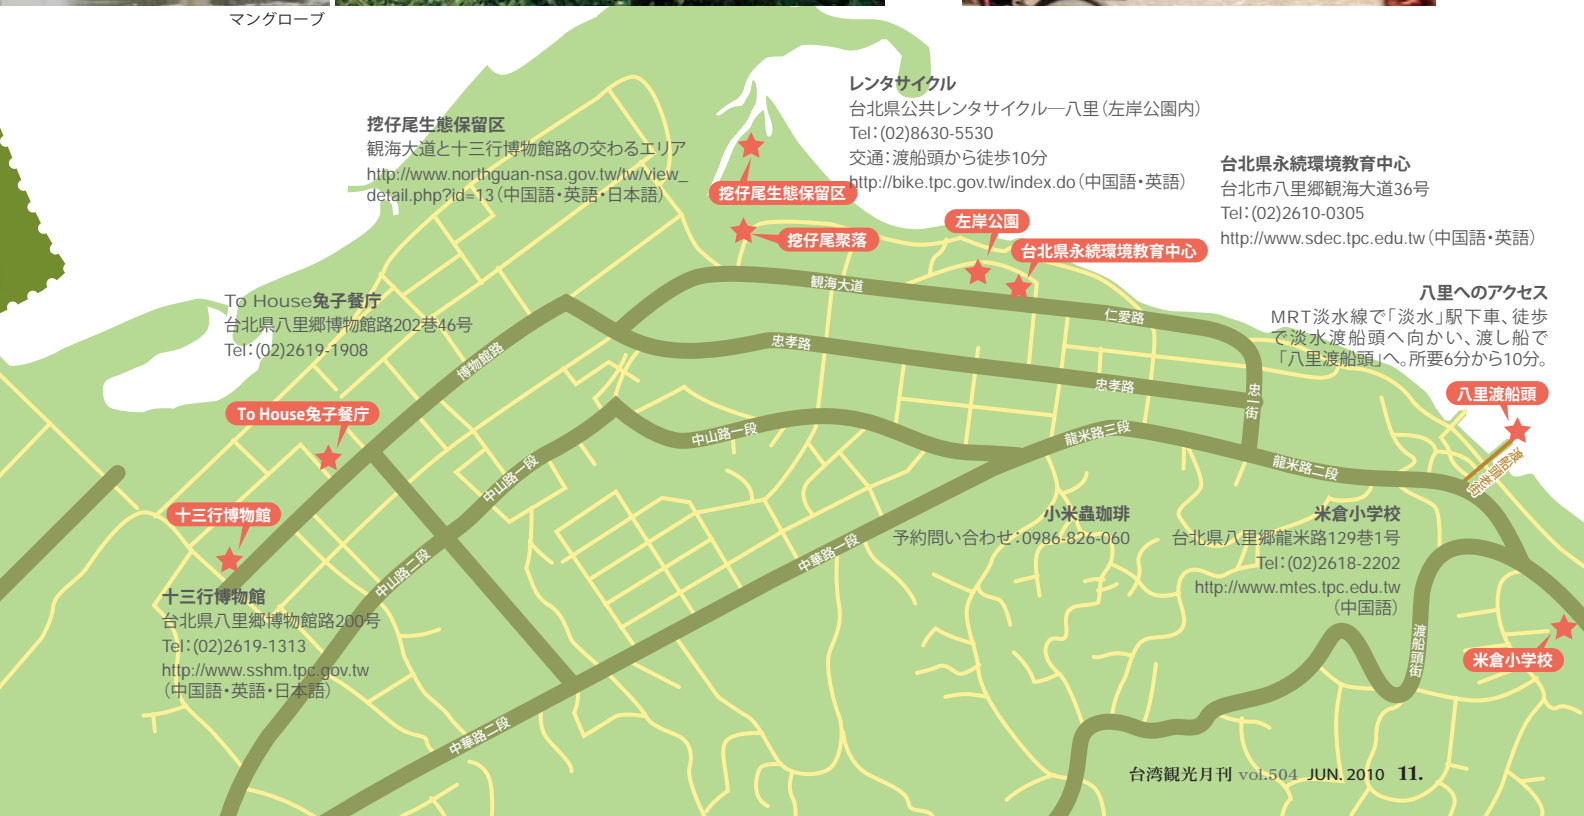 マングローブ
レンタサイクル
台北県公共レンタサイクル─八里（左岸公園内）
Tel：(02)8630-5530
交通：渡船頭から徒歩10分
http://bike.tpc.gov.tw/index.do（中国語・英語）
挖仔尾生態保留区
観海大道と十三行博物館路の交わるエリア
http://www.northguan-nsa.gov.tw/tw/view_
detail.php?id=13（中国語・英語・日本語）
台北県永続環境教育中心
台北市八里郷観海大道36号
Tel：(02)2610-0305
http://www.sdec.tpc.edu.tw（中国語・英語）
挖仔尾生態保留区
挖仔尾聚落
左岸公園
台北県永続環境教育中心
八里へのアクセス
MRT淡水線で「淡水」駅下車、徒歩
で淡水渡船頭へ向かい、渡し船で
「八里渡船頭」へ。所要6分から10分。
To House兔子餐庁
台北県八里郷博物館路202巷46号
Tel：(02)2619-1908
観海大道
仁愛路
忠孝路
忠孝路
忠一街
博物館路
八里渡船頭
渡船頭老街
To House兔子餐庁
中山路一段
中山路一段
龍米路三段
龍米路二段
十三行博物館
小米蟲珈琲
予約問い合わせ：0986-826-060
米倉小学校
台北県八里郷龍米路129巷1号
Tel：(02)2618-2202
http://www.mtes.tpc.edu.tw
（中国語）
中華路一段
中山路二段
十三行博物館
台北県八里郷博物館路200号
Tel：(02)2619-1313
http://www.sshm.tpc.gov.tw
（中国語・英語・日本語）
渡船頭街
米倉小学校
中華路二段
台湾観光月刊 vol.504 JUN. 2010 11.